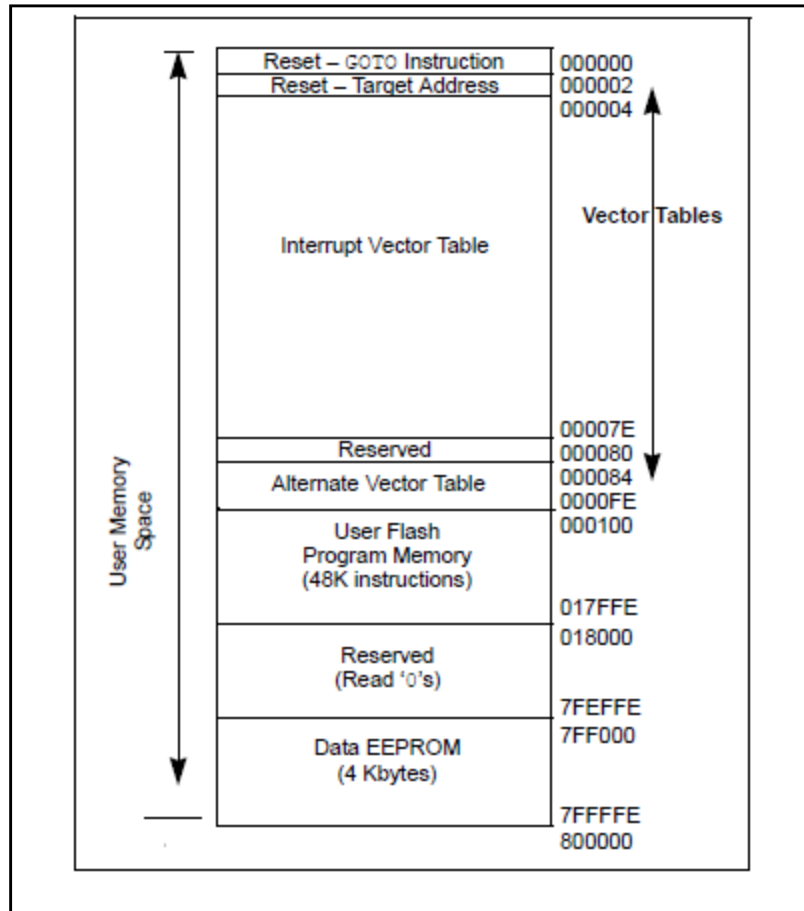 Reset – GOTO Instruction
000000
Reset – Target Address
000002
000004
Interrupt Vector Table
Vector Tables
00007E
Reserved
000080
Alternate Vector Table
000084
0000FE
User Flash
Program Memory
(48K instructions)
000100
017FFE
018000
Reserved
(Read ‘0’s)
7FEFFE
7FF000
Data EEPROM
(4 Kbytes)
7FFFFE
800000
User Memory
Space